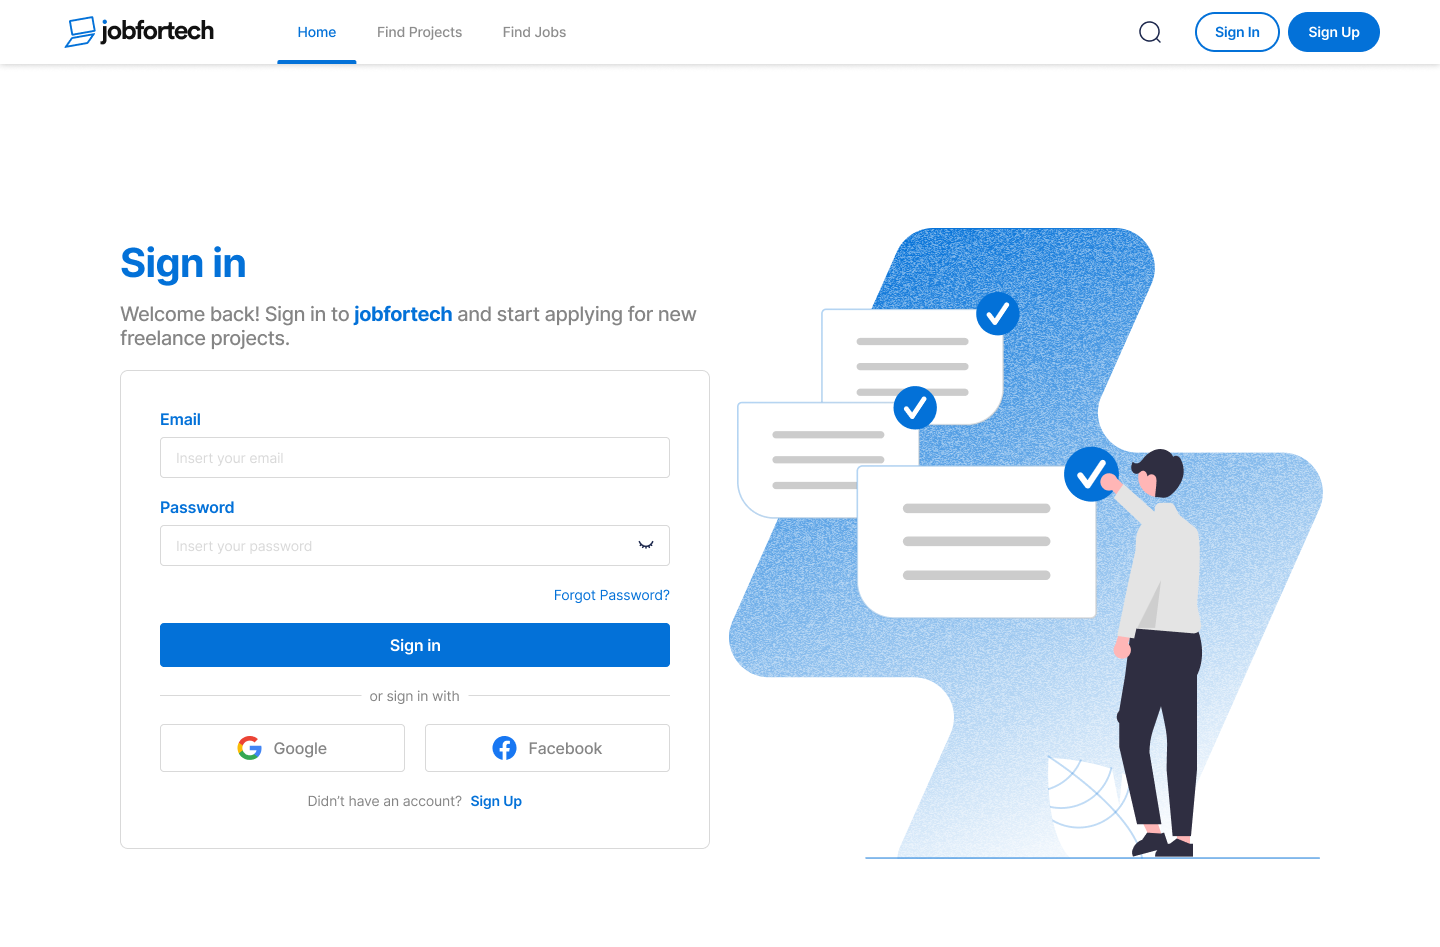 jobfortech
Home
Find Projects
Find Jobs
Sign In
Sign Up
Sign in
Welcome back! Sign in to jobfortech and start applying for new
freelance projects.
Email
Insert your email
Password
Insert your password
Forgot Password?
Sign in
or sign in with
Google
Facebook
Didn’t have an account? Sign Up